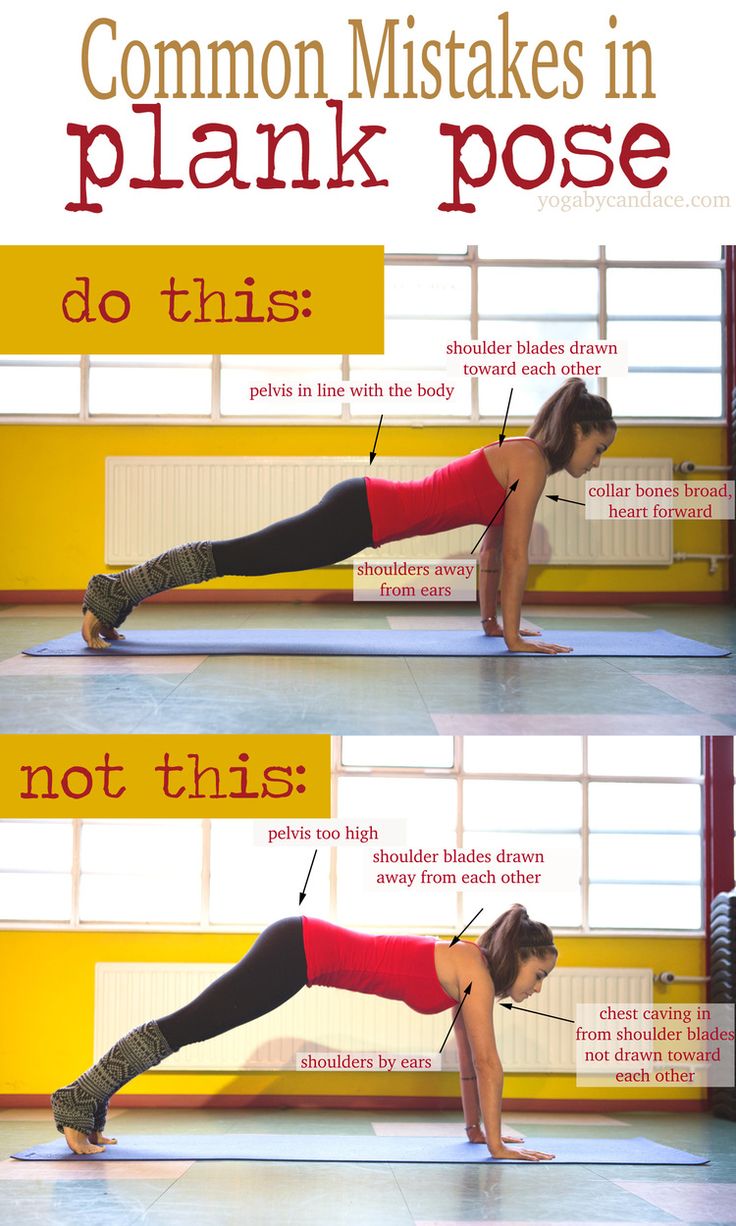 Common Mistakes in
plank pose
yogabycandace.com
do this:
shoulder blades drawn
toward each other
pelvis in line with the body
collar bones broad,
heart forward
shoulders away
from ears
not this:
pelvis too high
shoulder blades drawn
away from each other
chest caving in
from shoulder blades
not drawn toward
each other
shoulders by ears